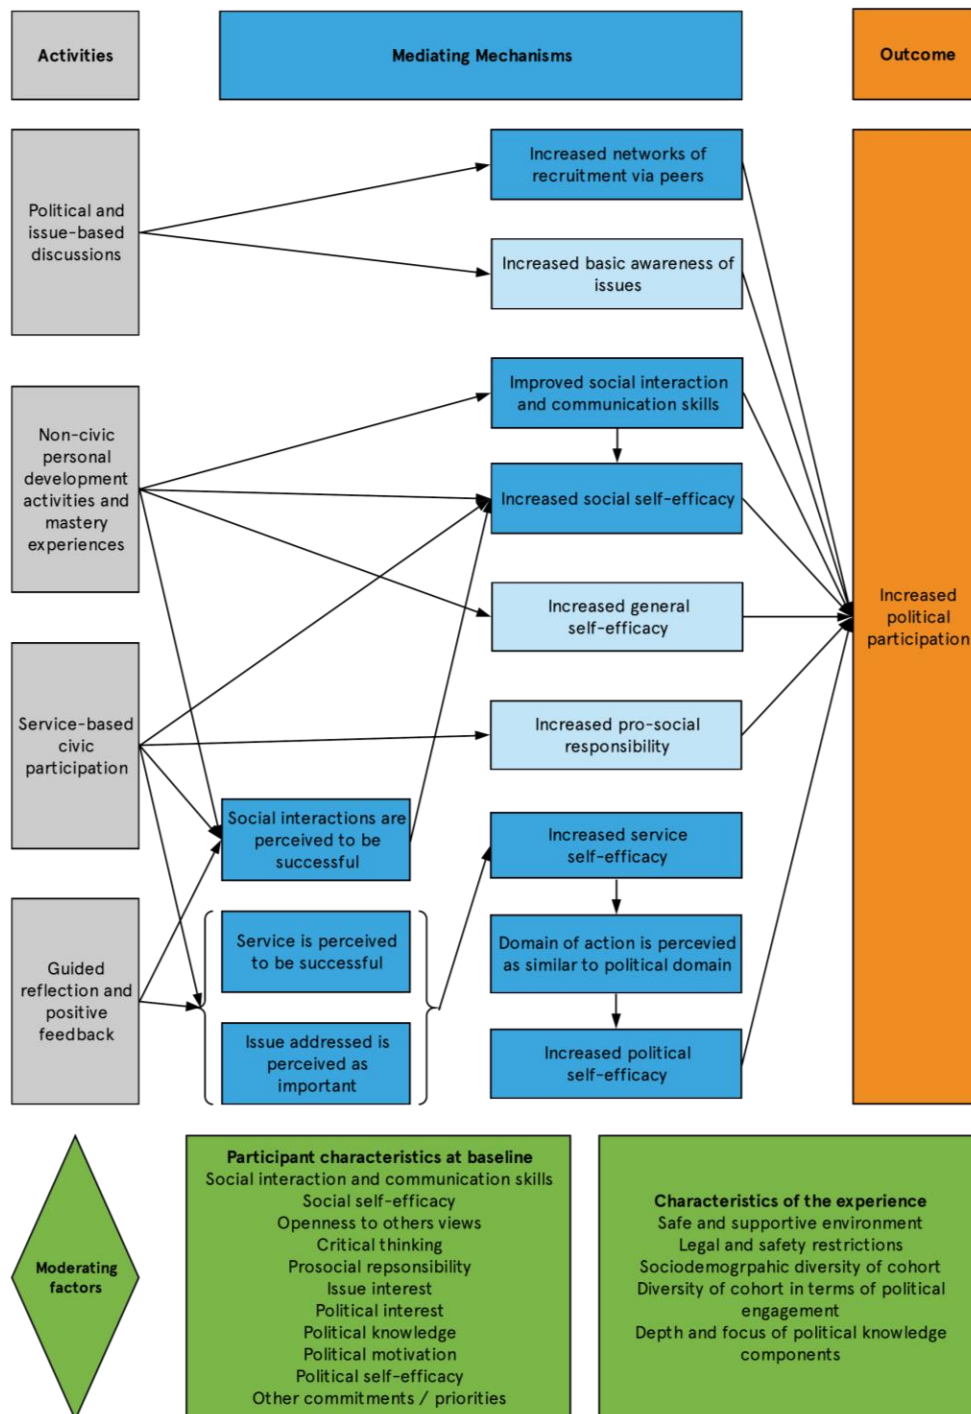 Activities
Mediating Mechanisms
Outcome
Political and
issue-based
discussions
Increased networks of
recruitment via peers
Increased basic awareness of
issues
Non-civic
personal
development
activities and
mastery
experiences
Improved social interaction
and communication skills
Increased social self-efficacy
Increased general
self-efficacy
Increased
political
participation
Service-based
civic
participation
Increased pro-social
responsibility
Social interactions are
perceived to be
successful
Increased service
self-efficacy
Guided
reflection and
positive
feedback
Service is perceived
to be successful
Domain of action is percevied
as similar to political domain
Issue addressed is
perceived as
important
Increased political
self-efficacy
Moderating
factors
Participant characteristics at baseline
Social interaction and communication skills
Social self-efficacy
Openness to others views
Critical thinking
Prosocial repsonsibility
Issue interest
Political interest
Political knowledge
Political motivation
Political self-efficacy
Other commitments / priorities
Characteristics of the experience
Safe and supportive environment
Legal and safety restrictions
Sociodemogrpahic diversity of cohort
Diversity of cohort in terms of political
engagement
Depth and focus of political knowledge
components